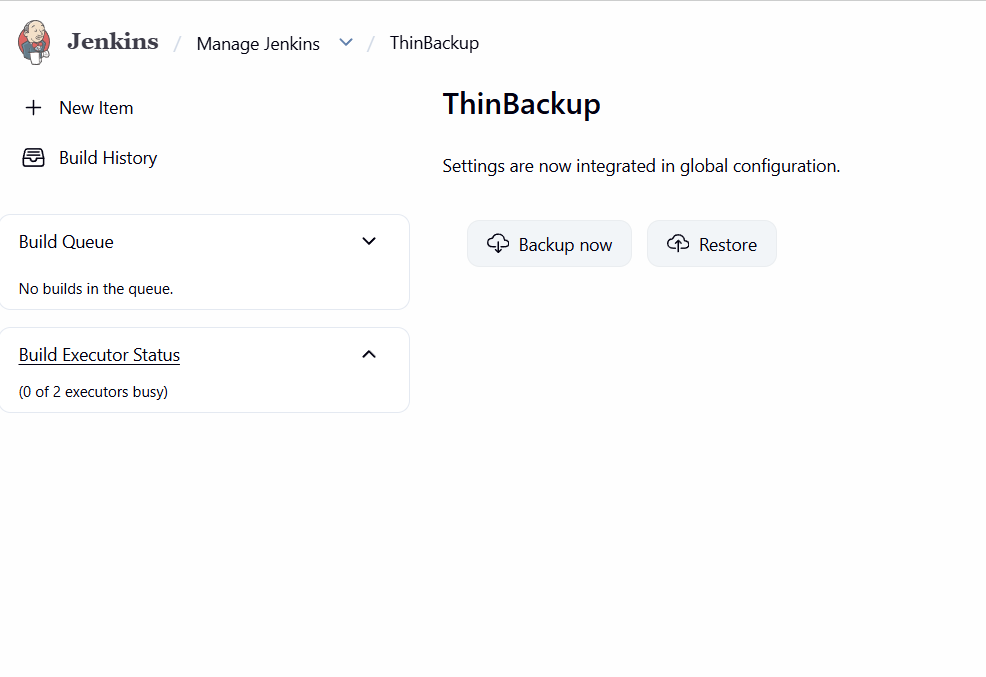 Jenkins / Manage Jenkins / ThinBackup
New Item
Build History
Build Queue
No builds in the queue.
Build Executor Status
(0 of 2 executors busy)
ThinBackup
Settings are now integrated in global configuration.
Backup now Restore